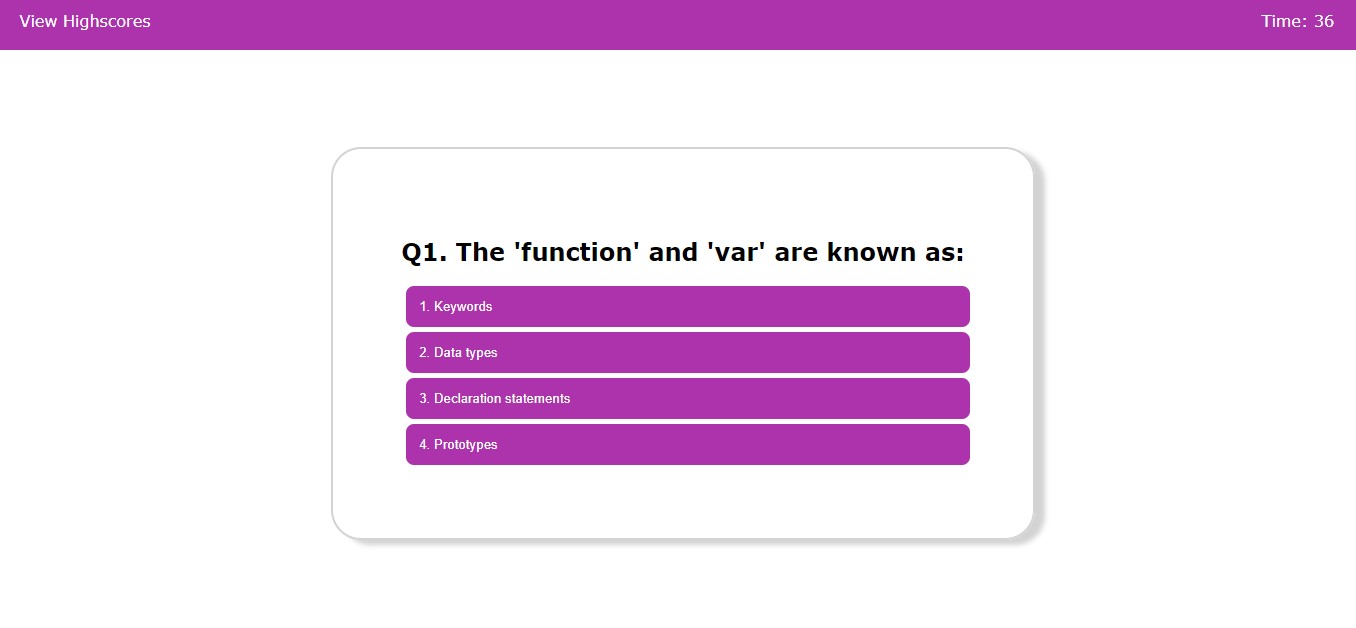 View Highscores
Time: 36
Q1. The 'function' and 'var' are known as:
1. Keywords
2. Data types
3. Declaration statements
4. Prototypes